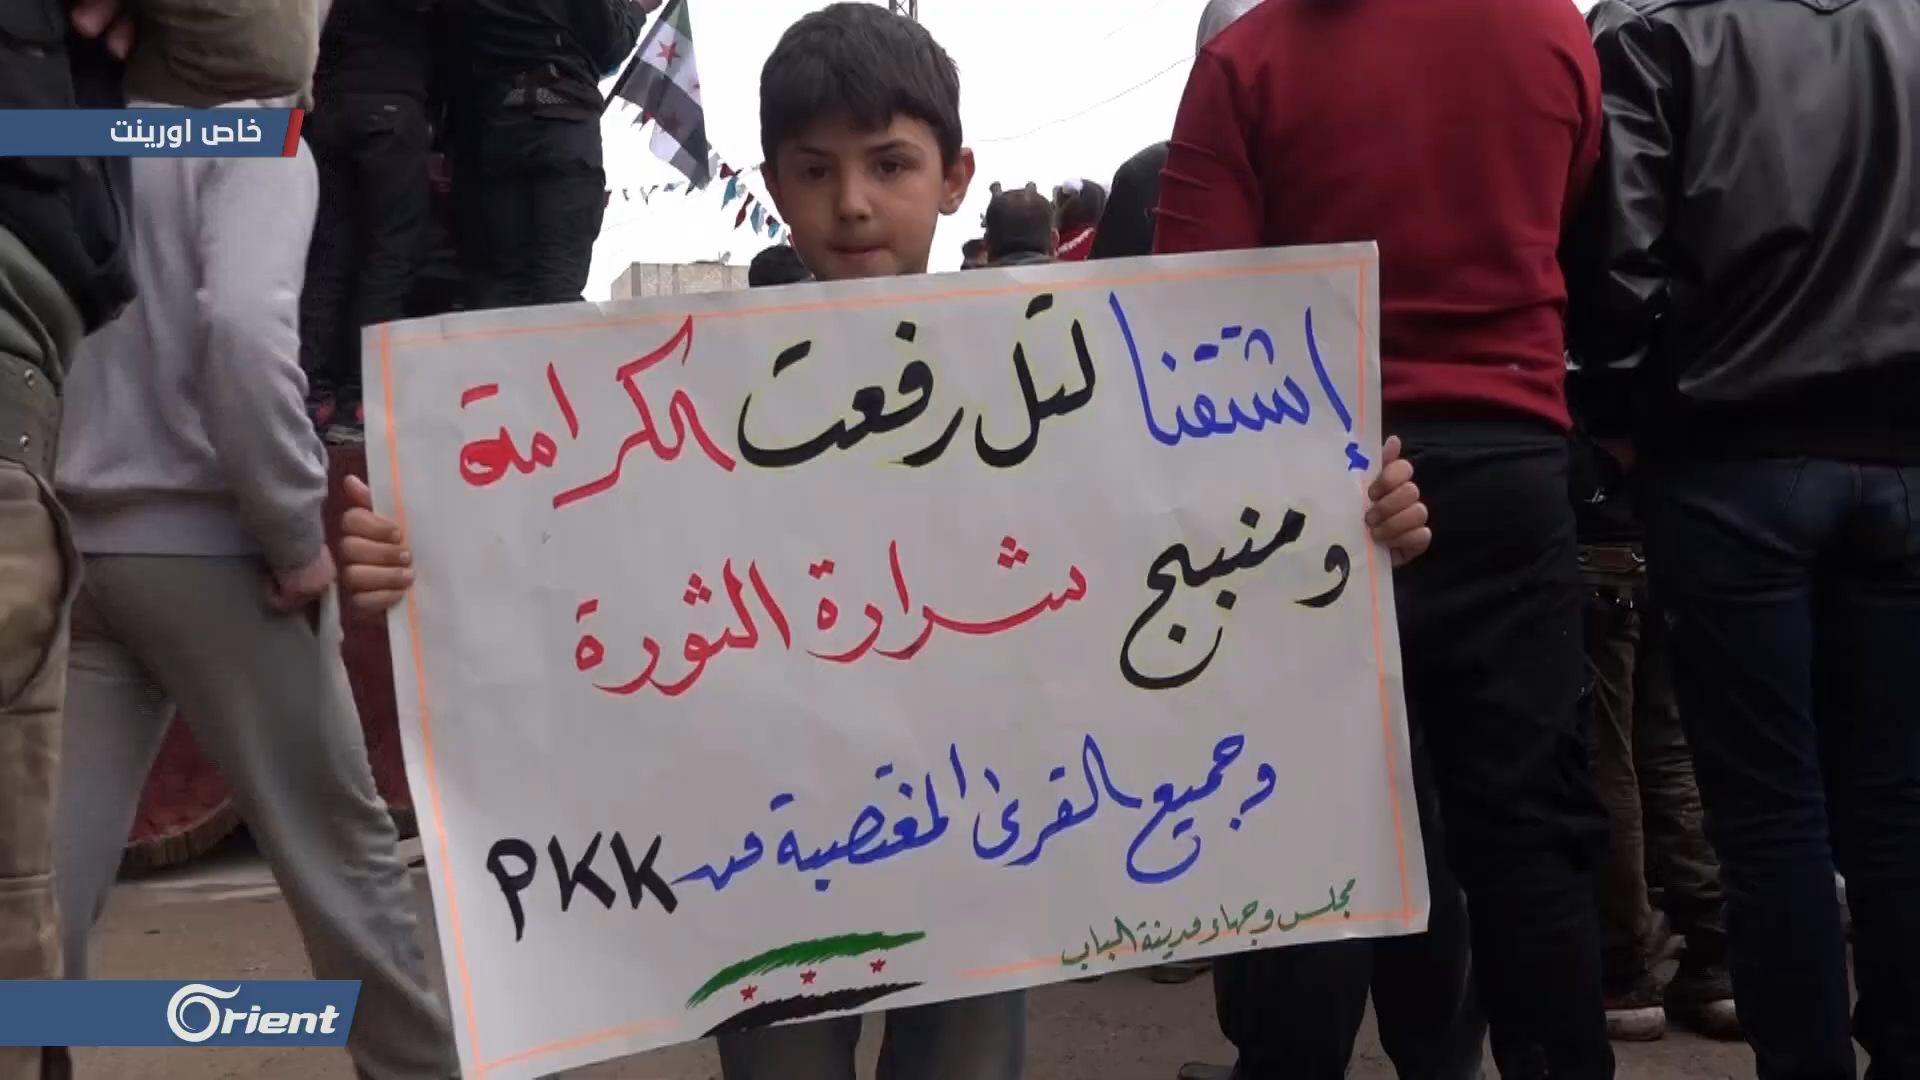 خاص اورينت
إشتقنا لتل رفعت الكرامة
ومنبج شرارة الثورة
وجميع القرى المغتصبة من PKK
مجلس وجهاء مدينة الباب
Orient